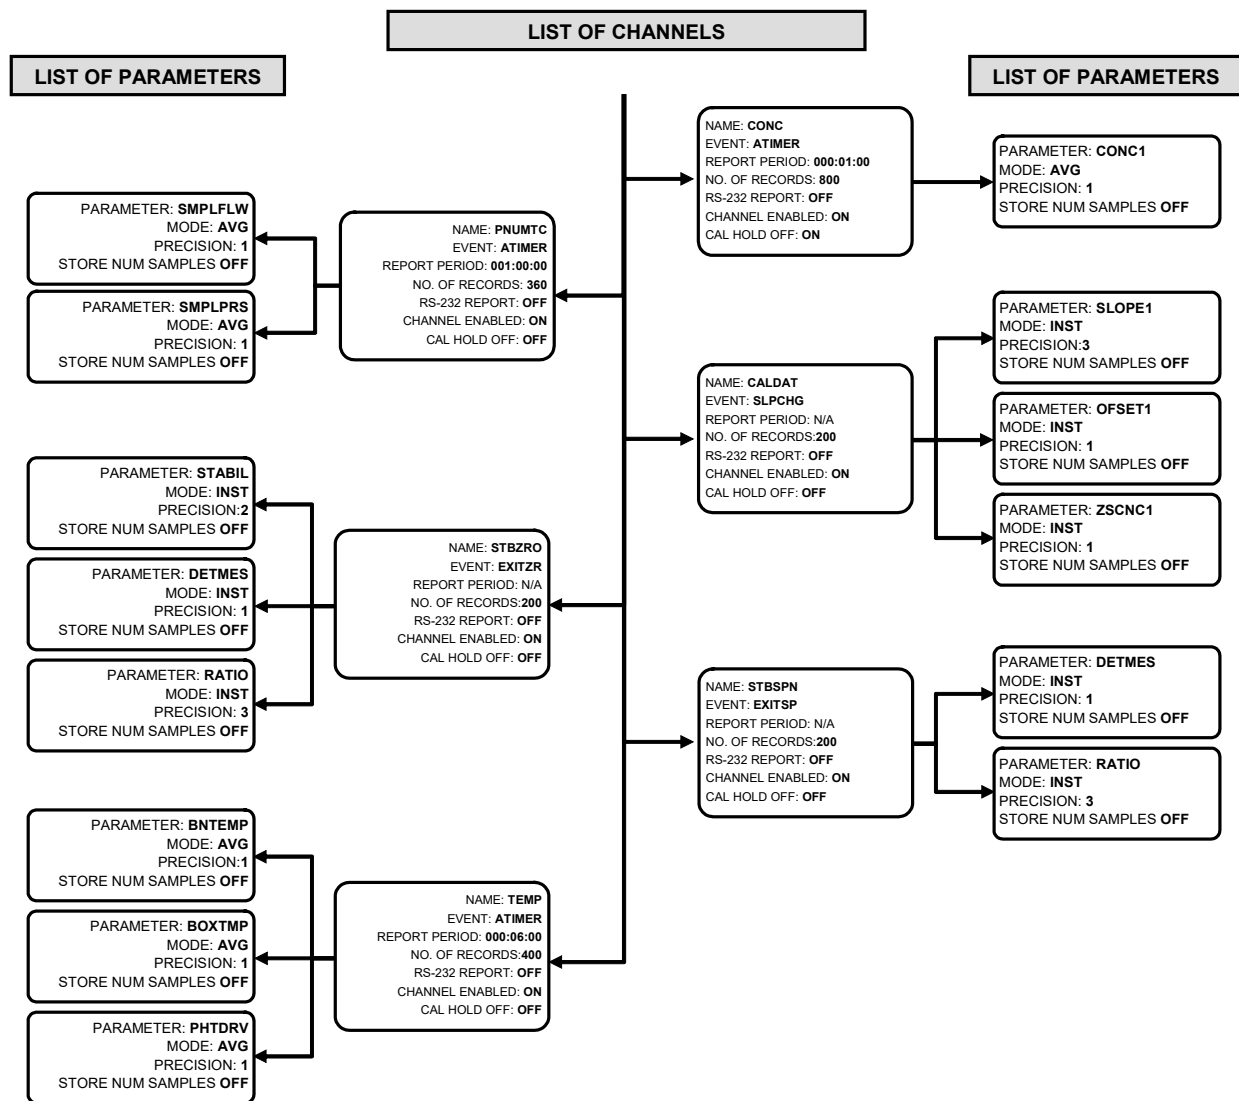 LIST OF CHANNELS
LIST OF PARAMETERS
LIST OF PARAMETERS
PARAMETER: SMPLFLW
MODE: AVG
PRECISION: 1
STORE NUM SAMPLES OFF
PARAMETER: SMPLPRS
MODE: AVG
PRECISION: 1
STORE NUM SAMPLES OFF
NAME: PNUMTC
EVENT: ATIMER
REPORT PERIOD: 001:00:00
NO. OF RECORDS: 360
RS-232 REPORT: OFF
CHANNEL ENABLED: ON
CAL HOLD OFF: OFF
NAME: CONC
EVENT: ATIMER
REPORT PERIOD: 000:01:00
NO. OF RECORDS: 800
RS-232 REPORT: OFF
CHANNEL ENABLED: ON
CAL HOLD OFF: ON
PARAMETER: CONC1
MODE: AVG
PRECISION: 1
STORE NUM SAMPLES OFF
NAME: CALDAT
EVENT: SLPCHG
REPORT PERIOD: N/A
NO. OF RECORDS:200
RS-232 REPORT: OFF
CHANNEL ENABLED: ON
CAL HOLD OFF: OFF
PARAMETER: SLOPE1
MODE: INST
PRECISION:3
STORE NUM SAMPLES OFF
PARAMETER: OFSET1
MODE: INST
PRECISION: 1
STORE NUM SAMPLES OFF
PARAMETER: ZSCNC1
MODE: INST
PRECISION: 1
STORE NUM SAMPLES OFF
PARAMETER: STABIL
MODE: INST
PRECISION:2
STORE NUM SAMPLES OFF
PARAMETER: DETMES
MODE: INST
PRECISION: 1
STORE NUM SAMPLES OFF
PARAMETER: RATIO
MODE: INST
PRECISION: 3
STORE NUM SAMPLES OFF
NAME: STBZRO
EVENT: EXITZR
REPORT PERIOD: N/A
NO. OF RECORDS:200
RS-232 REPORT: OFF
CHANNEL ENABLED: ON
CAL HOLD OFF: OFF
NAME: STBSPN
EVENT: EXITSP
REPORT PERIOD: N/A
NO. OF RECORDS:200
RS-232 REPORT: OFF
CHANNEL ENABLED: ON
CAL HOLD OFF: OFF
PARAMETER: DETMES
MODE: INST
PRECISION: 1
STORE NUM SAMPLES OFF
PARAMETER: RATIO
MODE: INST
PRECISION: 3
STORE NUM SAMPLES OFF
PARAMETER: BNTEMP
MODE: AVG
PRECISION:1
STORE NUM SAMPLES OFF
PARAMETER: BOXTMP
MODE: AVG
PRECISION: 1
STORE NUM SAMPLES OFF
PARAMETER: PHTDRV
MODE: AVG
PRECISION: 1
STORE NUM SAMPLES OFF
NAME: TEMP
EVENT: ATIMER
REPORT PERIOD: 000:06:00
NO. OF RECORDS:400
RS-232 REPORT: OFF
CHANNEL ENABLED: ON
CAL HOLD OFF: OFF